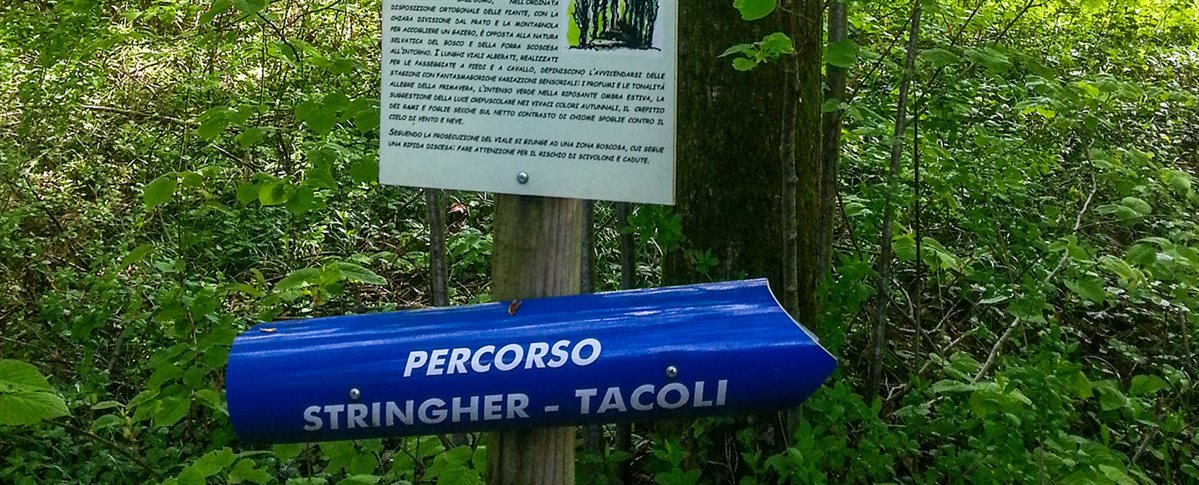 DALL'UOMO, NELL'ORDINATA
DISPOSIZIONE ORTOGONALE DELLE PIANTE, CON LA
CHIARA DIVISIONE DAL PRATO E LA MONTAGNOLA
PER ACCOGLIERE UN GAZEBO, È OPPOSTA ALLA NATURA
SELVATICA DEL BOSCO E DELLA FORRA SCOSCESA
ALL'INTORNO. I LUNGHI VIALI ALBERATI, REALIZZATI
PER LE PASSEGGIATE A PIEDI E A CAVALLO, DEFINISCONO L'AVVICENDARSI DELLE
STAGIONI CON FANTASMAGORICHE VARIAZIONI SENSORIALI: I PROFUMI E LE TONALITÀ
ALLEGRE DELLA PRIMAVERA, L'INTENSO VERDE NELLA RIPOSANTE OMBRA ESTIVA, LA
SUGGESTIONE DELLA LUCE CREPUSCOLARE NEI VIVACI COLORI AUTUNNALI, IL CREPITIO
DEI RAMI E FOGLIE SECCHE SUL NETTO CONTRASTO DI CHIOME SPOGLIE CONTRO IL
CIELO DI VENTO E NEVE.
SEGUENDO LA PROSECUZIONE DEL VIALE SI GIUNGE AD UNA ZONA BOSCOSA, CUI SEGUE
UNA RIPIDA DISCESA: FARE ATTENZIONE PER IL RISCHIO DI SCIVOLONI E CADUTE.
PERCORSO
STRINGHER - TACOLI